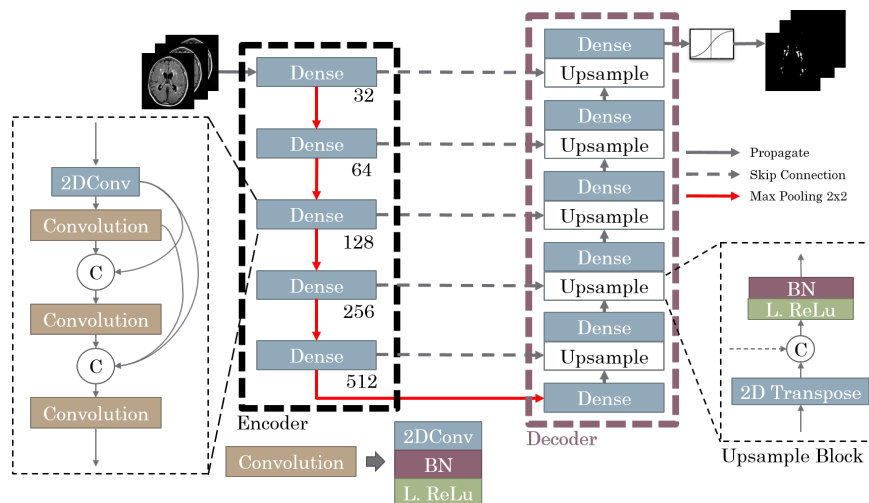 Dense
32
Dense
64
Dense
128
Dense
256
Dense
512
Encoder
Dense
Upsample
Dense
Upsample
Dense
Upsample
Dense
Upsample
Dense
Upsample
Dense
Decoder
Propagate
Skip Connection
Max Pooling 2x2
2DConv
Convolution
C
Convolution
C
Convolution
Convolution
2DConv
BN
L. ReLu
BN
L. ReLu
C
2D Transpose
Upsample Block